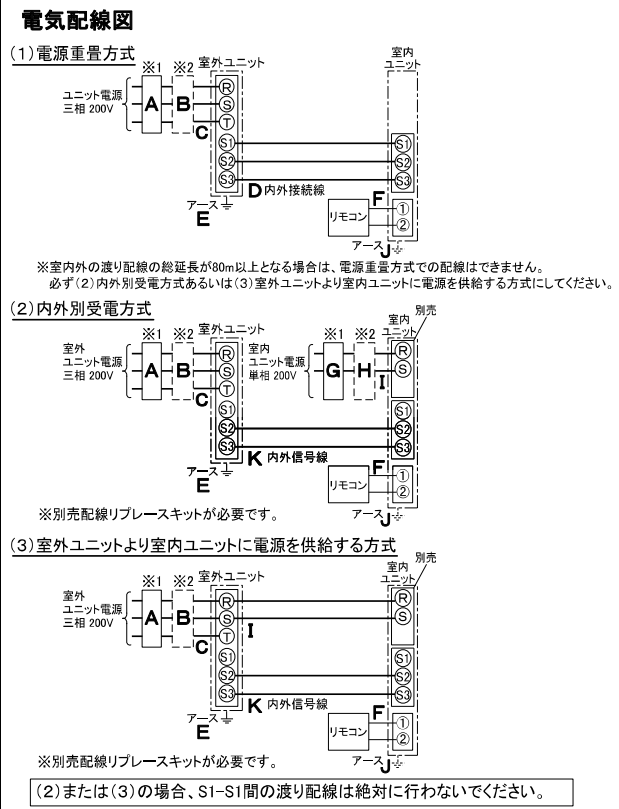 電気配線図
(1)電源重畳方式
※1 ※2 室外ユニット
室内
ユニット
ユニット電源
三相 200V
A B
R
S
T
C
S1 S1
S2 S2
S3 S3
D 内外接続線
アース
E
F
リモコン
①
②
アース J
※室内外の渡り配線の総延長が80m以上となる場合は、電源重畳方式での配線はできません。
必ず(2)内外別受電方式あるいは(3)室外ユニットより室内ユニットに電源を供給する方式にしてください。
(2)内外別受電方式
※1 ※2 室外ユニット
※1 ※2
室内
ユニット
別売
室外
ユニット電源
三相 200V
A B
R
S
T
C
室内
ユニット電源
単相 200V
G H
R
S
I
S1 S1
S2 S2
S3 S3
K 内外信号線
アース
E
F
リモコン
①
②
アース J
※別売配線リプレースキットが必要です。
(3)室外ユニットより室内ユニットに電源を供給する方式
※1 ※2 室外ユニット
室内
ユニット
別売
室外
ユニット電源
三相 200V
A B
R R
S S
T
C
I
S1 S1
S2 S2
S3 S3
K 内外信号線
アース
E
F
リモコン
①
②
アース J
※別売配線リプレースキットが必要です。
(2)または(3)の場合、S1-S1間の渡り配線は絶対に行わないでください。